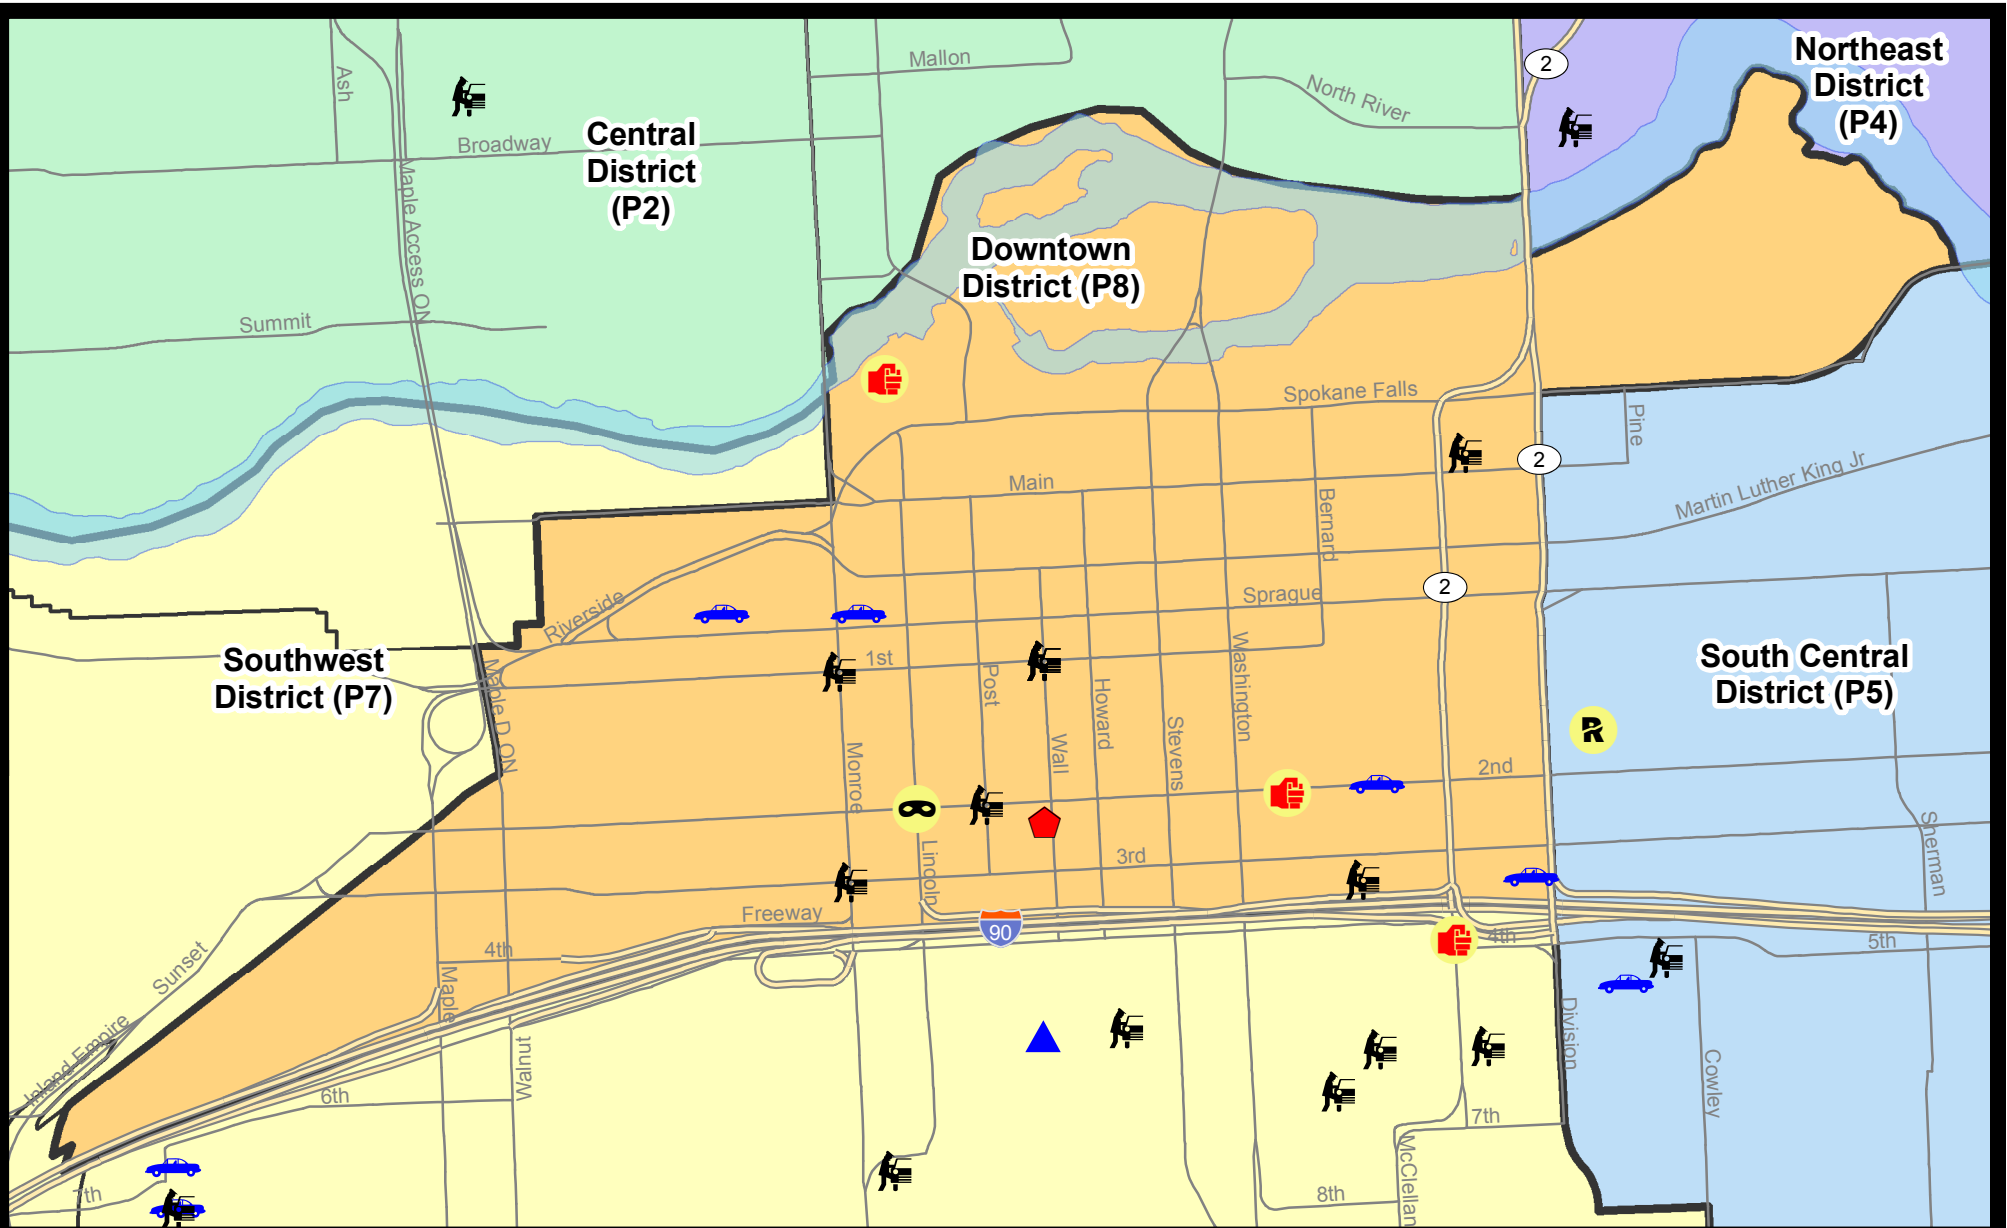 Northeast
District
(P4)
2
Mallon
Ash
North River
Central
District
(P2)
Broadway
Maple Access ON
Downtown
District (P8)
Summit
Spokane Falls
Pine
2
Main
Martin Luther King Jr
Bernard
2
Sprague
Riverside
Southwest
District (P7)
South Central
District (P5)
1st
Maple D ON
Post
Howard
Washington
Stevens
Wall
Monroe
R
2nd
3rd
Lincoln
Sherman
Freeway
90
4th
4th
5th
Sunset
Maple
Division
Inland Empire
Walnut
Cowley
6th
7th
McClellan
7th
8th